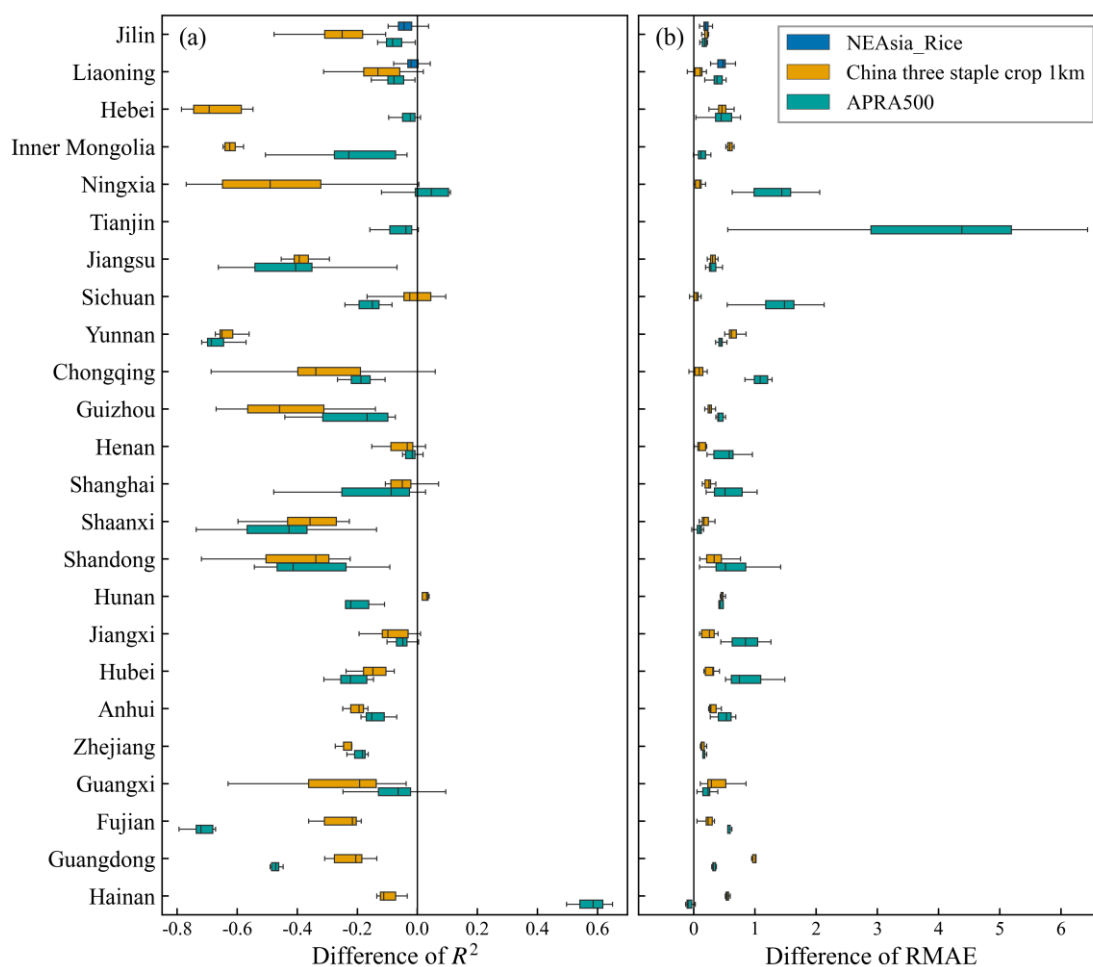 (a)
(b)
NEAsia_Rice
China three staple crop 1km
APRA500
Jilin
Liaoning
Hebei
Inner Mongolia
Ningxia
Tianjin
Jiangsu
Sichuan
Yunnan
Chongqing
Guizhou
Henan
Shanghai
Shaanxi
Shandong
Hunan
Jiangxi
Hubei
Anhui
Zhejiang
Guangxi
Fujian
Guangdong
Hainan
-0.8 -0.6 -0.4 -0.2 0.0 0.2 0.4 0.6
0 1 2 3 4 5 6
Difference of R²
Difference of RMAE